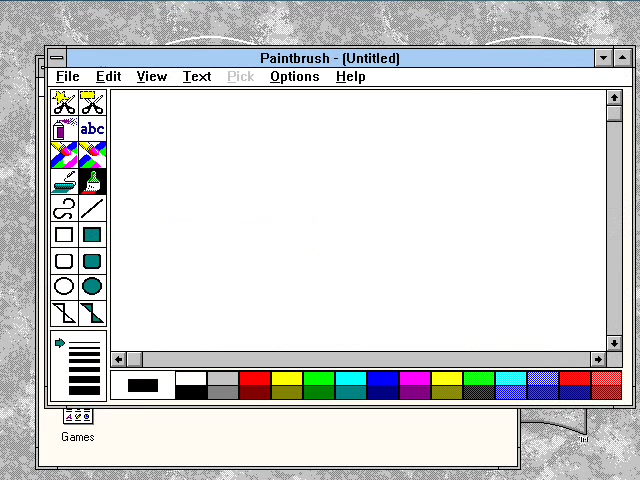 Paintbrush - (Untitled)
File Edit View Text Pick Options Help
abc
Games